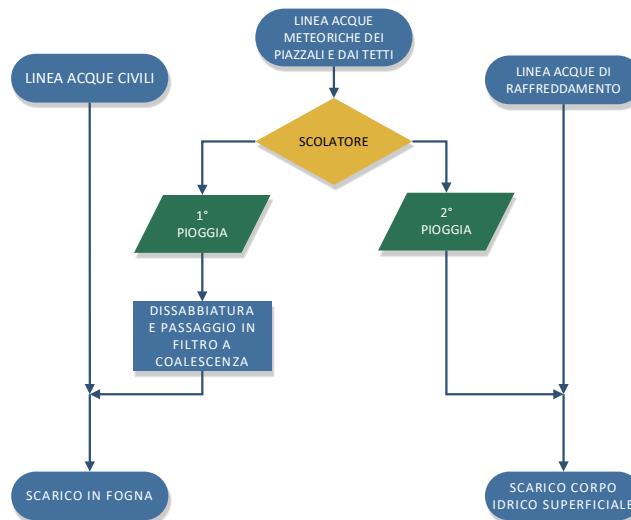 LINEA ACQUE
METEORICHE DEI
PIAZZALI E DAI TETTI
LINEA ACQUE CIVILI
LINEA ACQUE DI
RAFFREDDAMENTO
SCOLATORE
1°
PIOGGIA
2°
PIOGGIA
DISSABBIATURA
E PASSAGGIO IN
FILTRO A
COALESCENZA
SCARICO IN FOGNA
SCARICO CORPO
IDRICO SUPERFICIALE